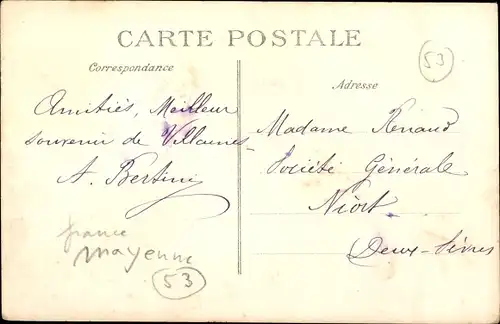 CARTE POSTALE
Correspondance
Amitiés, Meilleur
souvenir de Villaines
A. Bertini
france
mayenne
53
Adresse
53
Madame Renaud
Société Générale
Niort
Deux-Sèvres